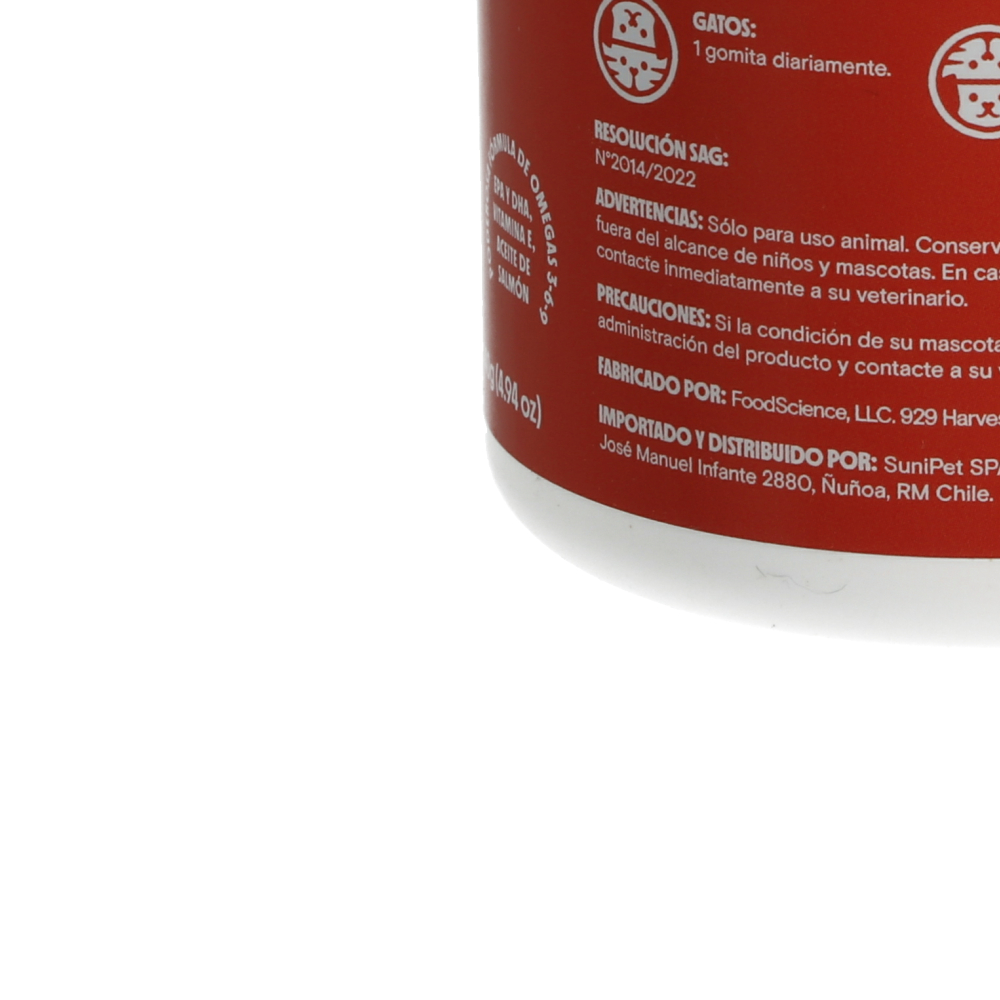 GATOS:
1 gomita diariamente.
RESOLUCIÓN SAG:
N°2014/2022
ADVERTENCIAS: Sólo para uso animal. Conserv
fuera del alcance de niños y mascotas. En ca
contacte inmediatamente a su veterinario.
PRECAUCIONES: Si la condición de su mascota
administración del producto y contacte a su
FABRICADO POR: FoodScience, LLC. 929 Harves
IMPORTADO Y DISTRIBUIDO POR: SuniPet SPA
José Manuel Infante 2880, Ñuñoa, RM Chile.
FÓRMULA DE OMEGAS 3·6·9
EPA Y DHA,
VITAMINA E,
ACEITE DE
SALMÓN
g (4.94 oz)